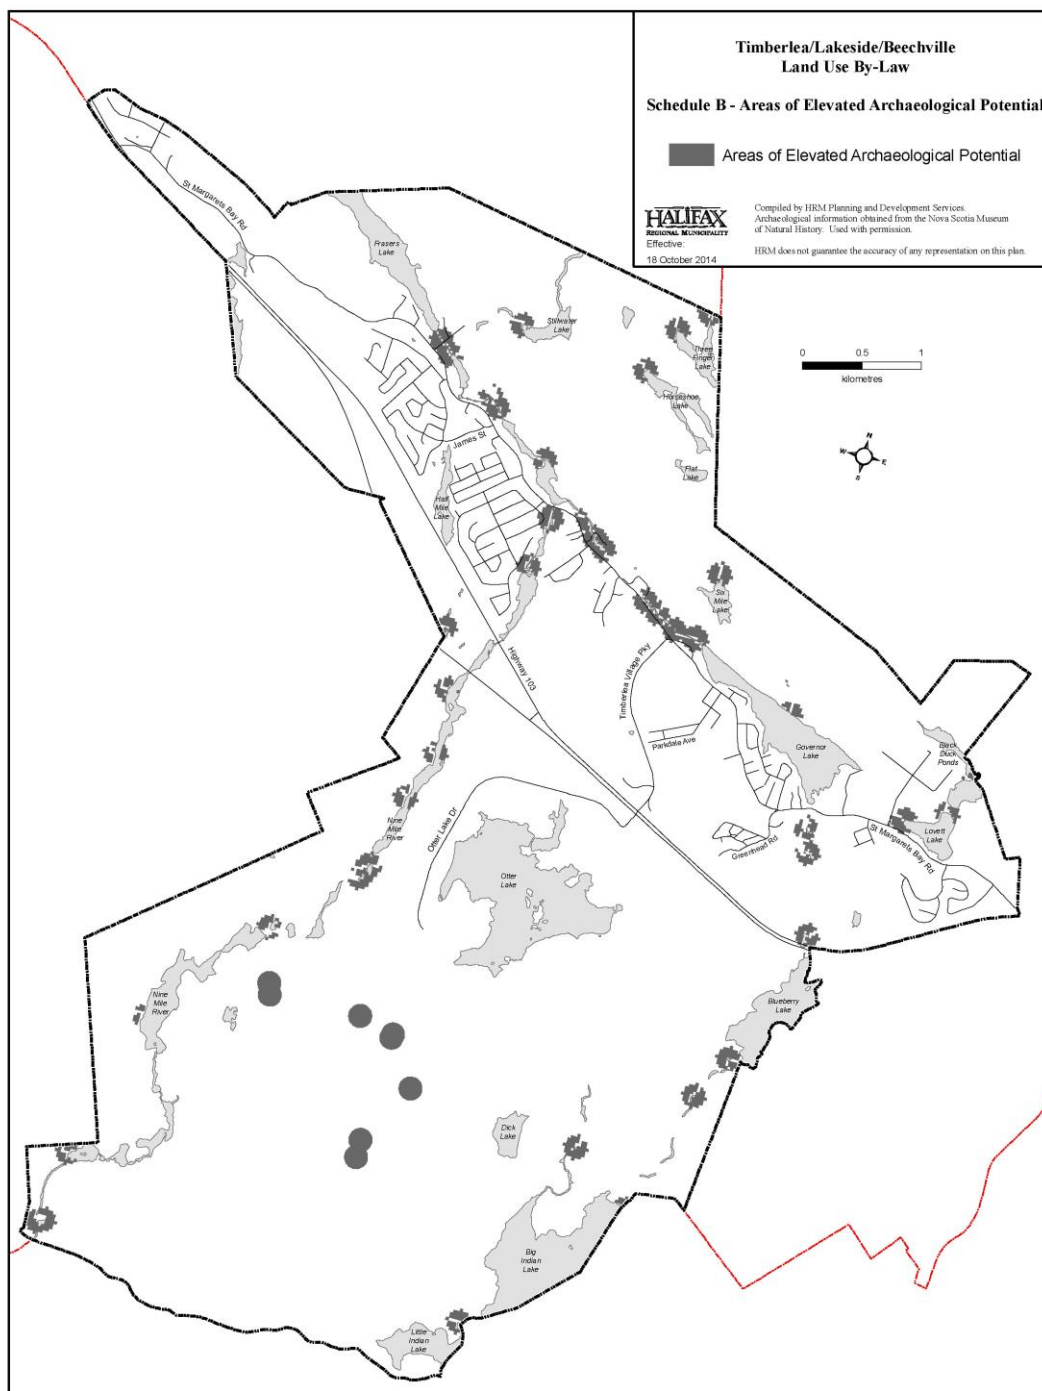 Timberlea/Lakeside/Beechville
Land Use By-Law
Schedule B - Areas of Elevated Archaeological Potential
Areas of Elevated Archaeological Potential
HALIFAX
REGIONAL MUNICIPALITY
Effective:
18 October 2014
Compiled by HRM Planning and Development Services.
Archaeological information obtained from the Nova Scotia Museum
of Natural History. Used with permission.
HRM does not guarantee the accuracy of any representation on this plan.
0 0.5 1
kilometres
N
W
E
S
St Margarets Bay Rd
Frasers
Lake
Stillwater
Lake
Three
Finger
Lake
Horseshoe
Lake
Flat
Lake
James St
Half
Mile
Lake
Six
Mile
Lake
Highway 103
Timberlea Village Pky
Parkdale Ave
Governor
Lake
Black
Duck
Ponds
Nine
Mile
River
Otter Lake Dr
Greenhead Rd
St Margarets Bay Rd
Lovett
Lake
Otter
Lake
Nine
Mile
River
Blueberry
Lake
Dick
Lake
Big
Indian
Lake
Little
Indian
Lake